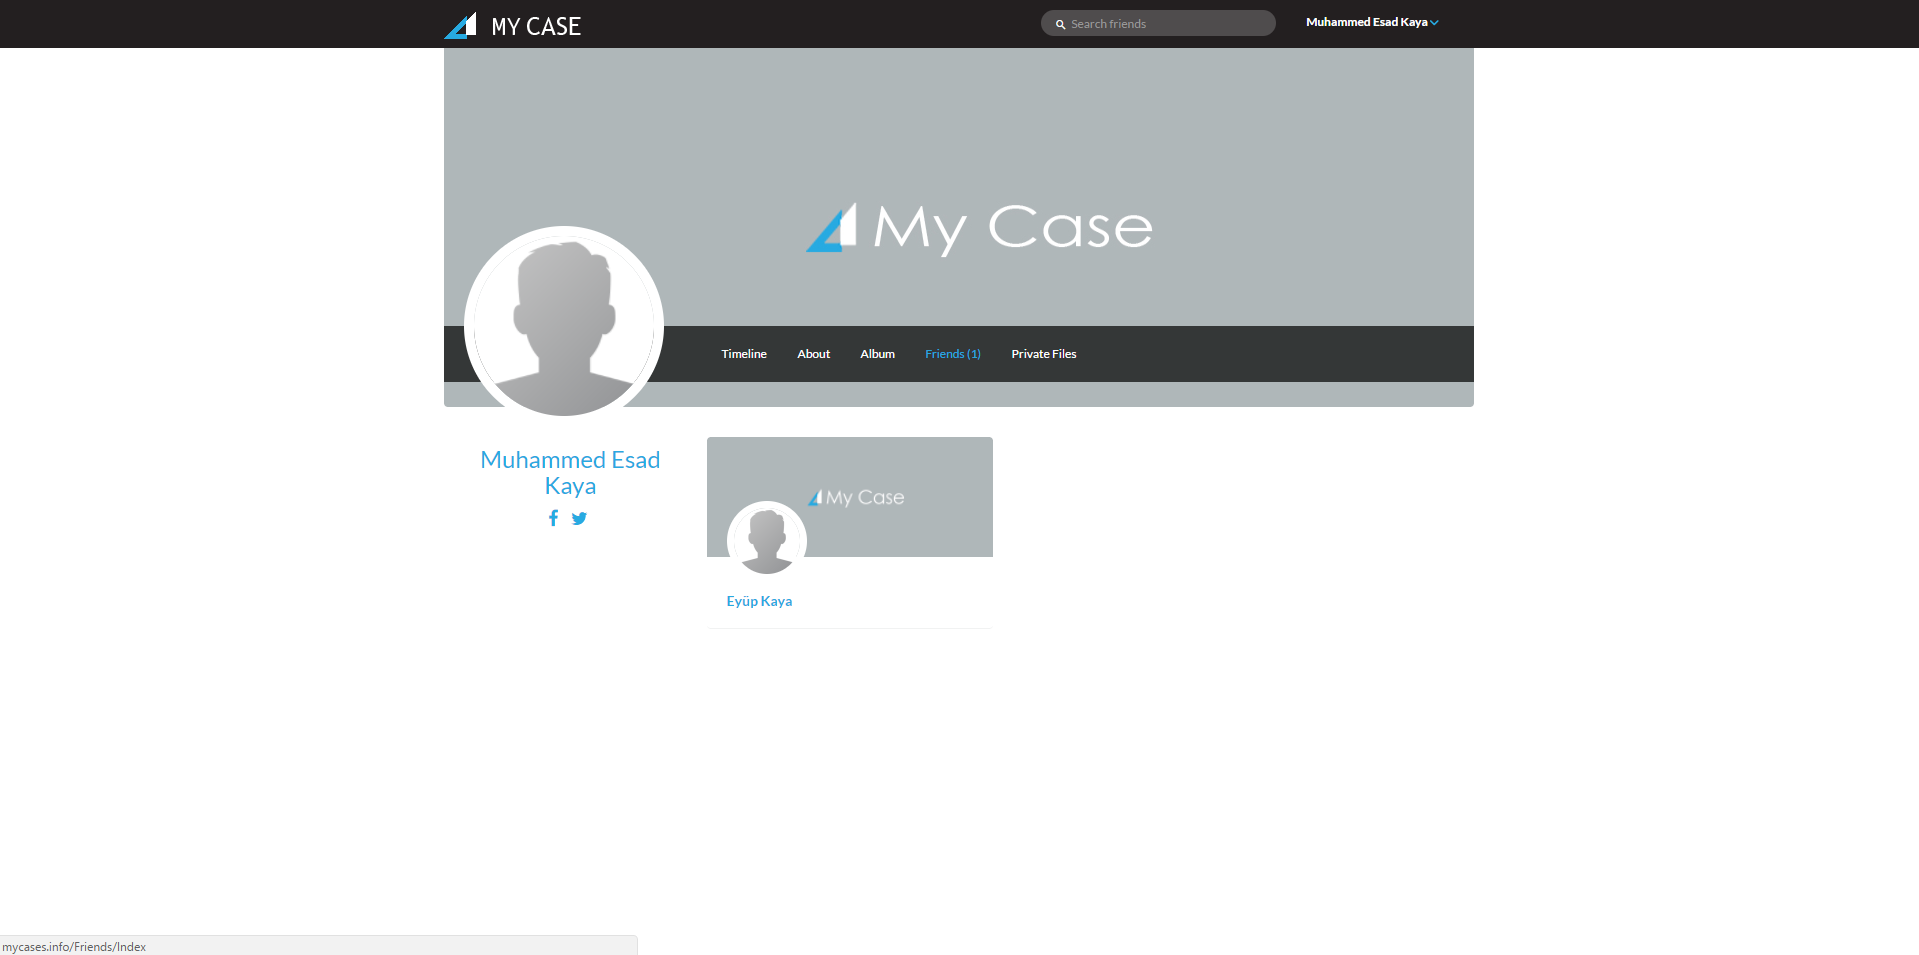 MY CASE
Search friends
Muhammed Esad Kaya
My Case
Timeline
About
Album
Friends (1)
Private Files
Muhammed Esad
Kaya
My Case
Eyüp Kaya
mycases.info/Friends/Index